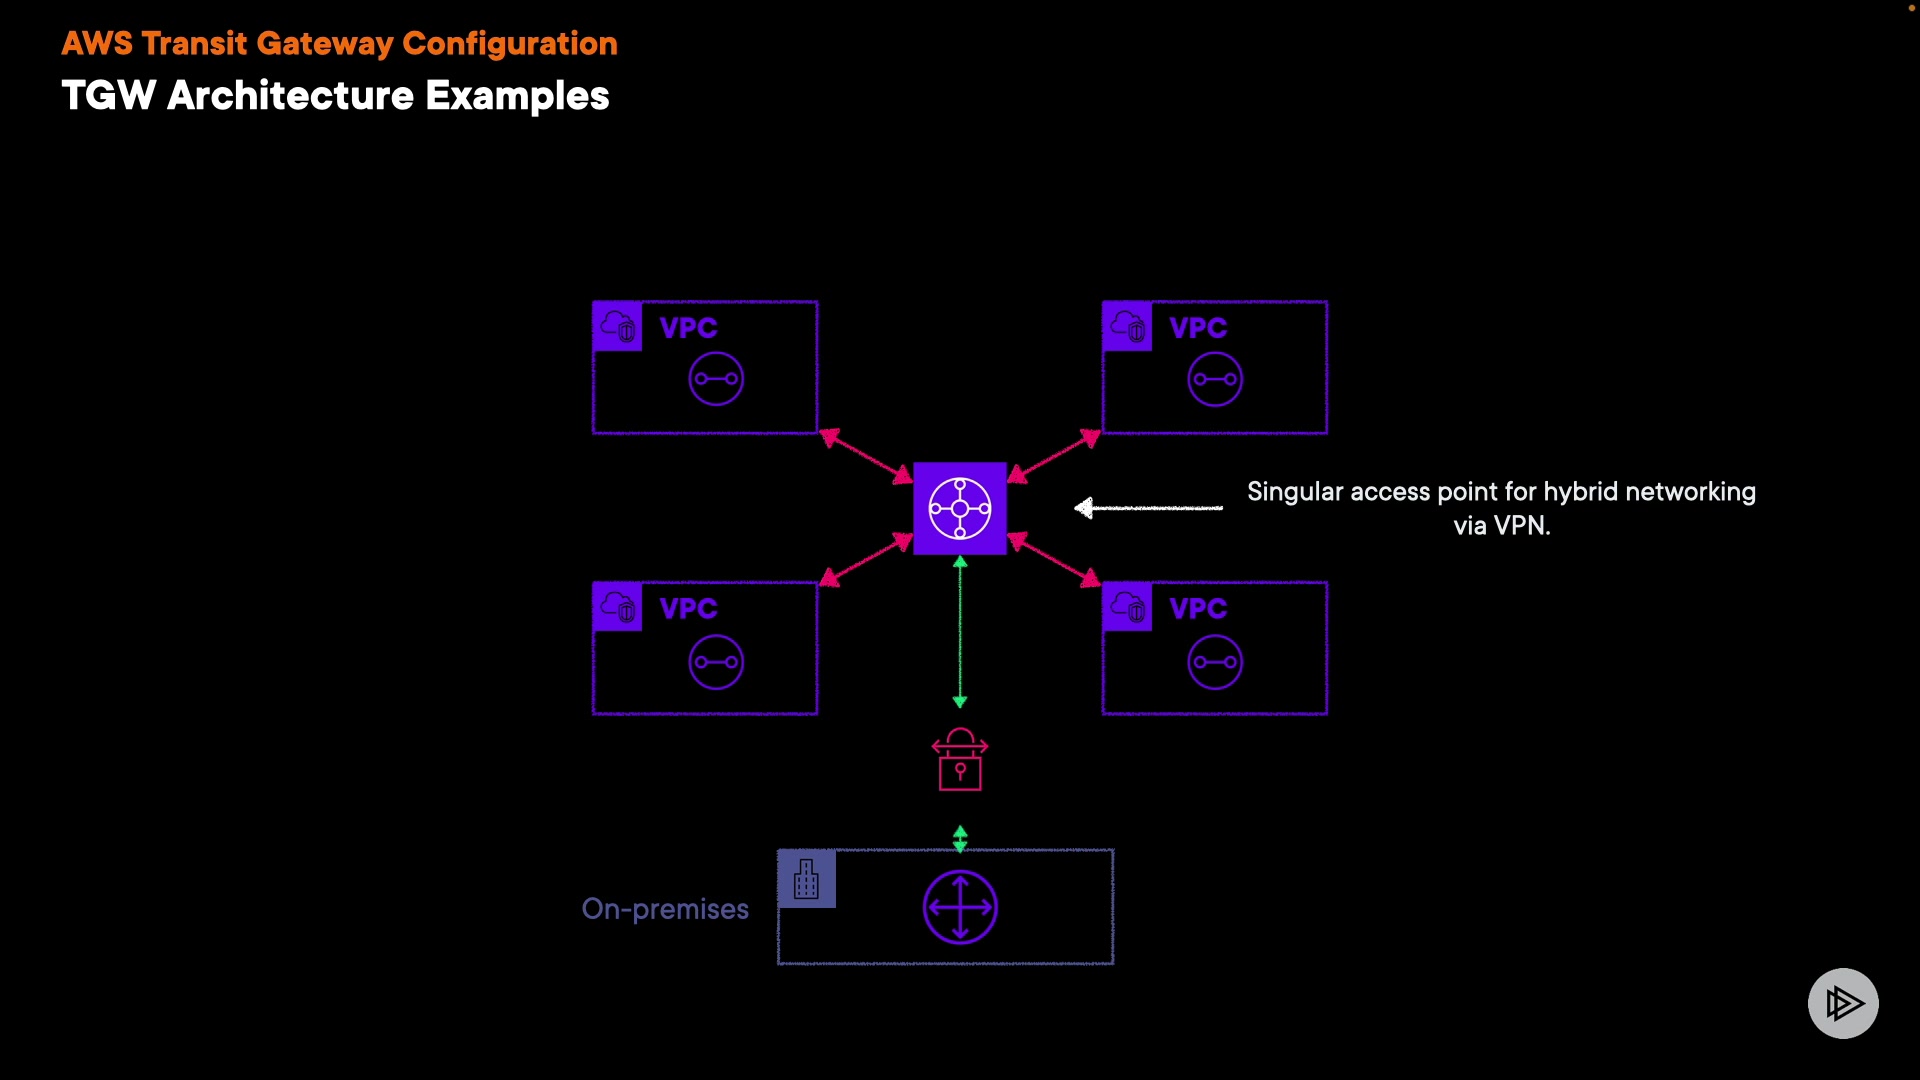 AWS Transit Gateway Configuration
TGW Architecture Examples
VPC
VPC
Singular access point for hybrid networking
via VPN.
VPC
VPC
On-premises